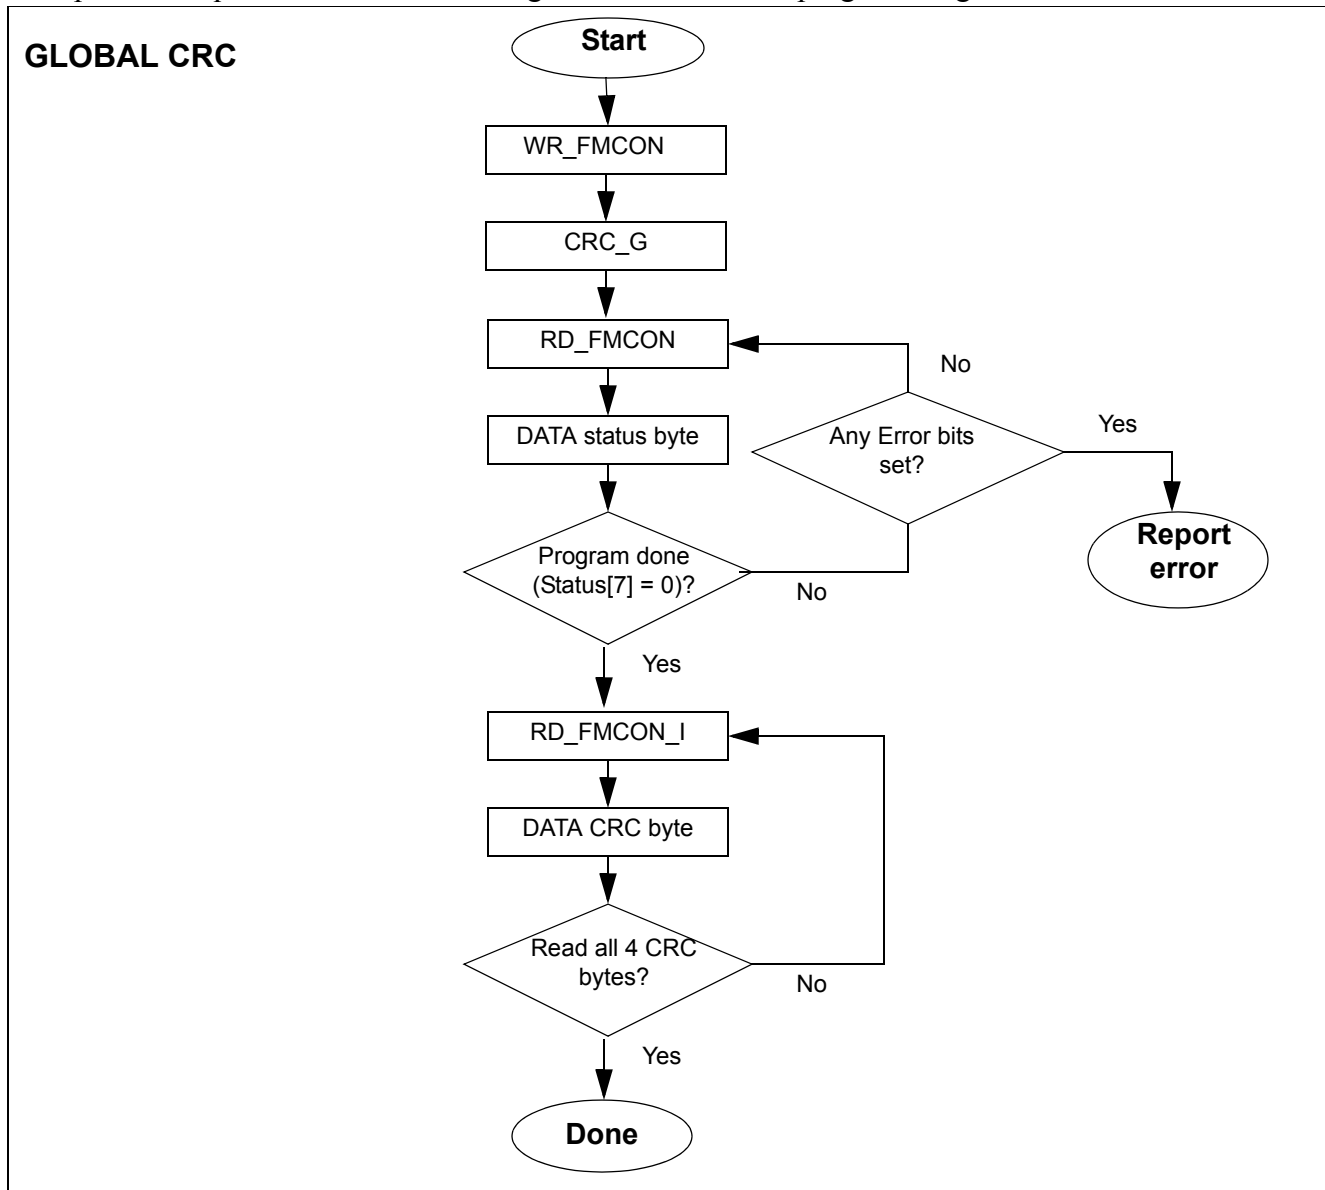 GLOBAL CRC
Start
WR_FMCON
CRC_G
RD_FMCON
No
DATA status byte
Any Error bits
set?
Yes
Report
error
Program done
(Status[7] = 0)?
No
Yes
RD_FMCON_I
DATA CRC byte
Read all 4 CRC
bytes?
No
Yes
Done